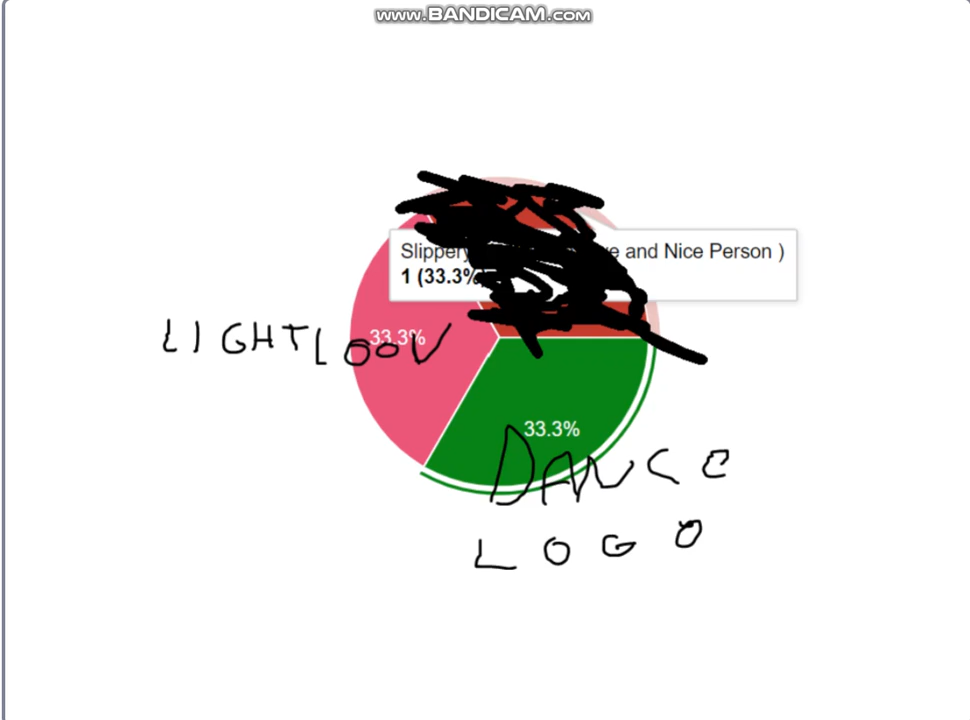 www.BANDICAM.com
Slippery and Nice Person )
1 (33.3%
LIGHTLOOV
33.3%
33.3%
DANCE
LOGO